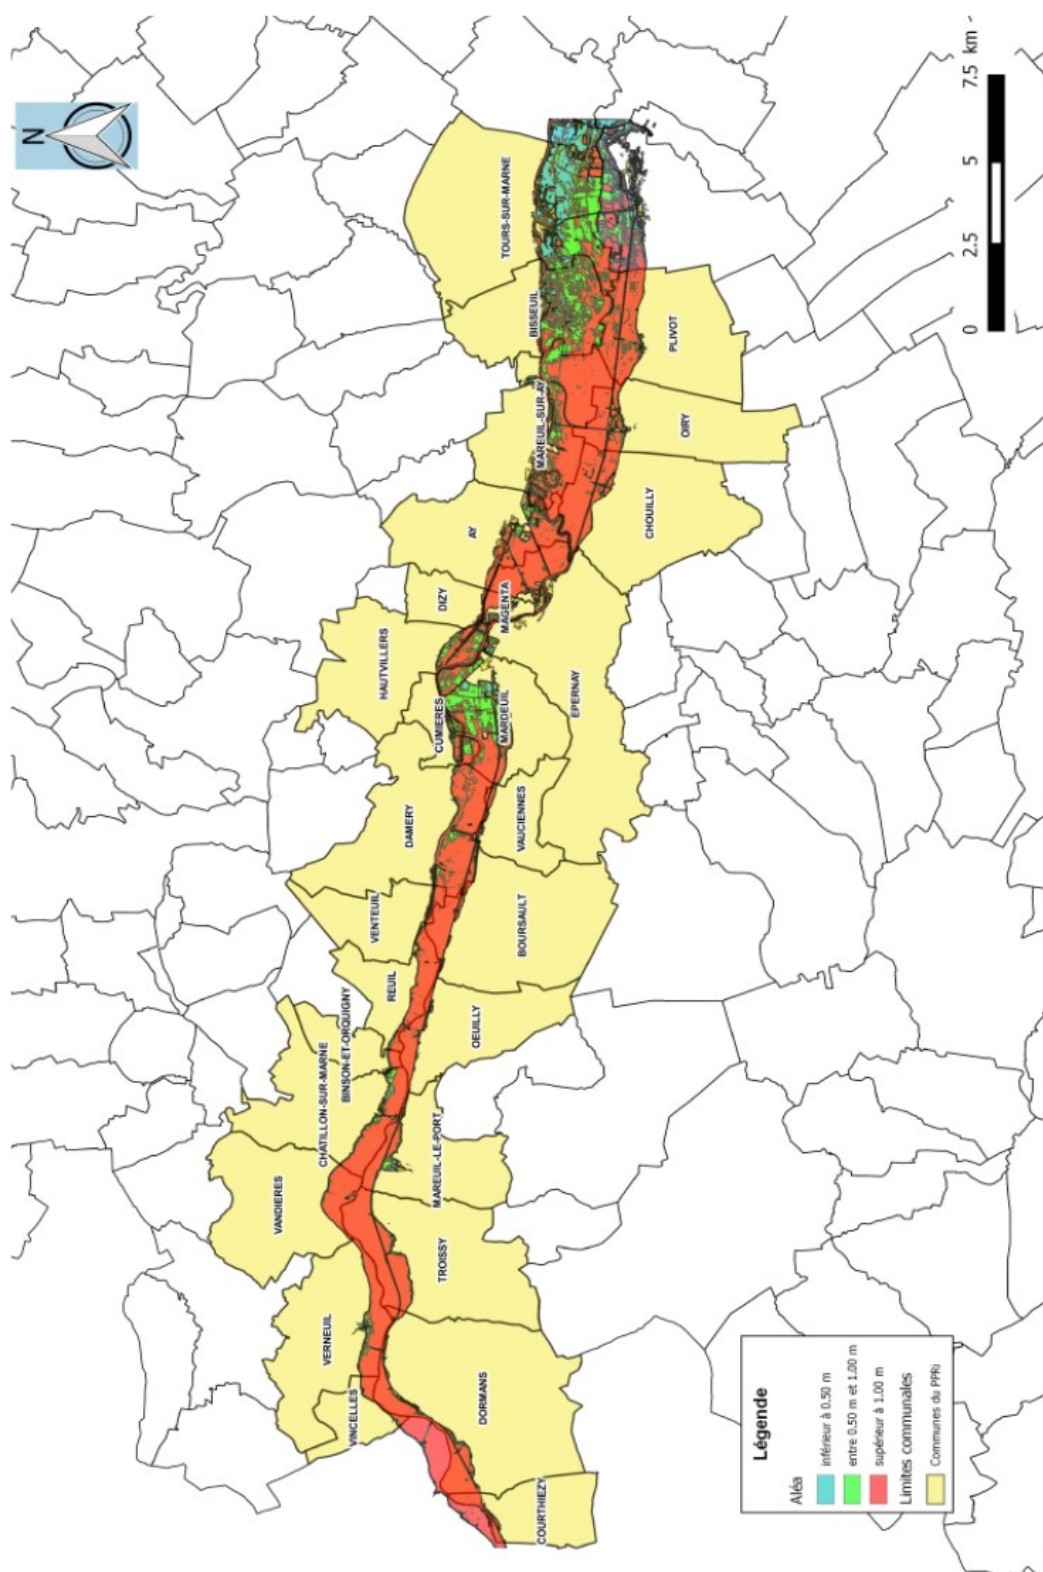 N
TOURS-SUR-MARNE
BISSEUIL
PLIVOT
MAREUIL-SUR-AY
OIRY
AY
CHOUILLY
DIZY
MAGENTA
HAUTVILLERS
CUMIERES
MARDEUIL
EPERNAY
DAMERY
VAUCIENNES
VENTEUIL
BOURSAULT
REUIL
OEUILLY
BINSON-ET-ORQUIGNY
CHATILLON-SUR-MARNE
MAREUIL-LE-PORT
VANDIERES
TROISSY
VERNEUIL
VINCELLES
DORMANS
COURTHIEZY
0 2.5 5 7.5 km
Légende
Aléa
inférieur à 0.50 m
entre 0.50 m et 1.00 m
supérieur à 1.00 m
Limites communales
Communes du PPRi